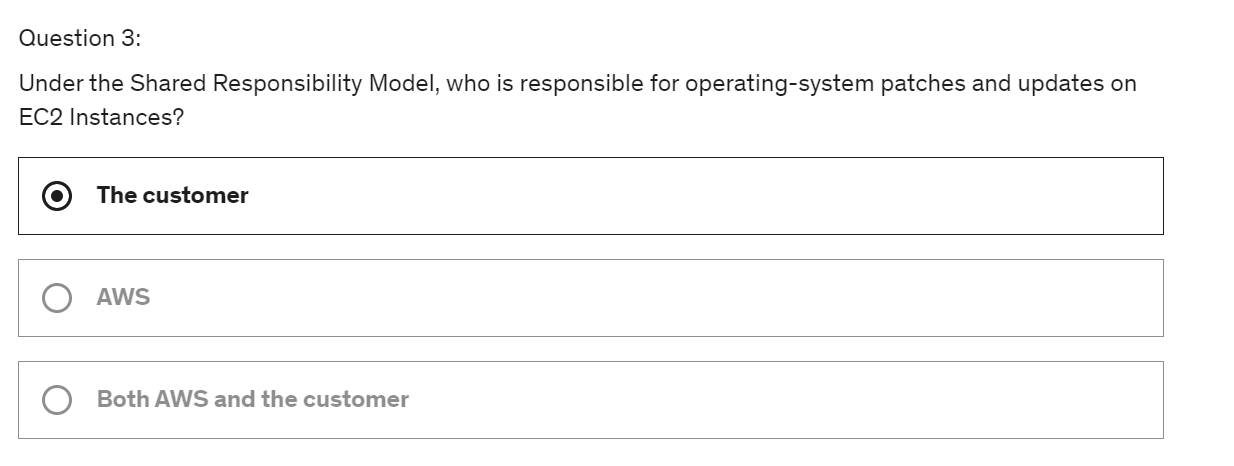 Question 3:
Under the Shared Responsibility Model, who is responsible for operating-system patches and updates on
EC2 Instances?
The customer
AWS
Both AWS and the customer